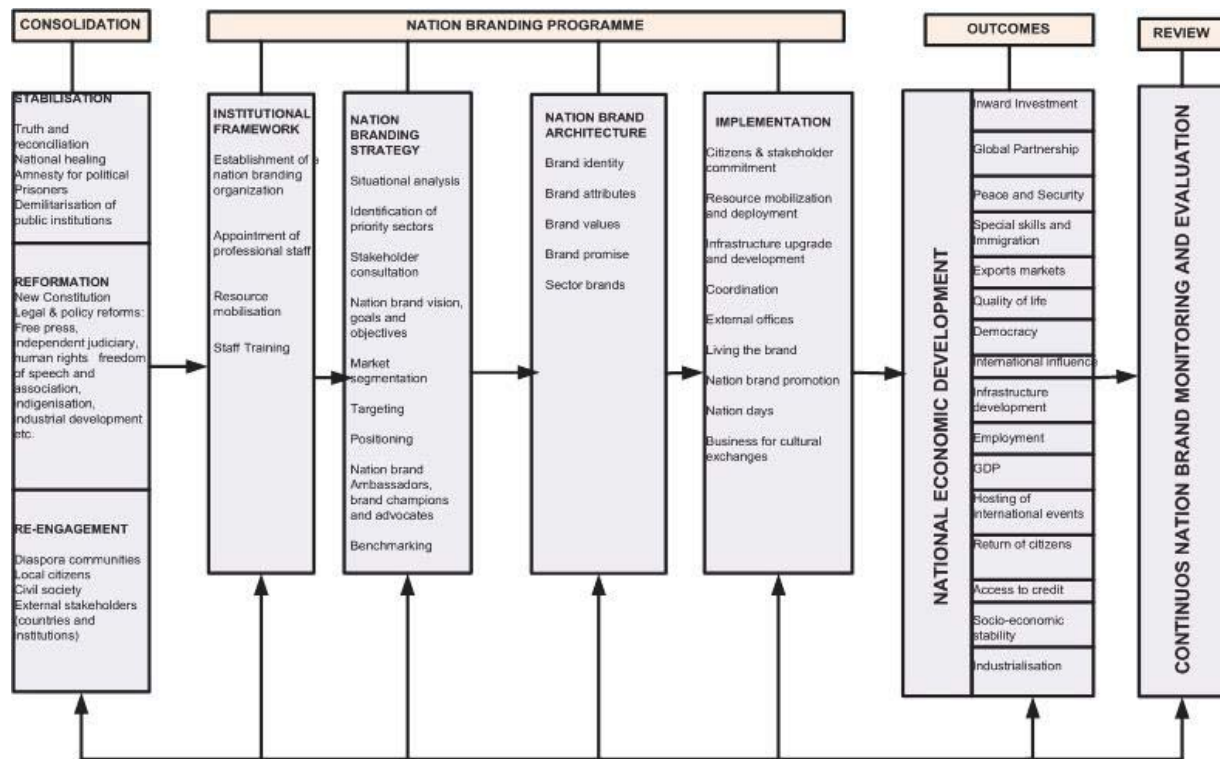 CONSOLIDATION
NATION BRANDING PROGRAMME
OUTCOMES
REVIEW
STABILISATION
Truth and
reconciliation
National healing
Amnesty for political
Prisoners
Demilitarisation of
public institutions
REFORMATION
New Constitution
Legal & policy reforms:
Free press,
independent judiciary,
human rights freedom
of speech and
association,
indigenisation,
industrial development
etc.
RE-ENGAGEMENT
Diaspora communities
Local citizens
Civil society
External stakeholders
(countries and
institutions)
INSTITUTIONAL
FRAMEWORK
Establishment of a
nation branding
organization
Appointment of
professional staff
Resource
mobilisation
Staff Training
NATION
BRANDING
STRATEGY
Situational analysis
Identification of
priority sectors
Stakeholder
consultation
Nation brand vision,
goals and
objectives
Market
segmentation
Targeting
Positioning
Nation brand
Ambassadors,
brand champions
and advocates
Benchmarking
NATION BRAND
ARCHITECTURE
Brand identity
Brand attributes
Brand values
Brand promise
Sector brands
IMPLEMENTATION
Citizens & stakeholder
commitment
Resource mobilization
and deployment
Infrastructure upgrade
and development
Coordination
External offices
Living the brand
Nation brand promotion
Nation days
Business for cultural
exchanges
NATIONAL ECONOMIC DEVELOPMENT
Inward Investment
Global Partnership
Peace and Security
Special skills and
Immigration
Exports markets
Quality of life
Democracy
International influence
Infrastructure
development
Employment
GDP
Hosting of
international events
Return of citizens
Access to credit
Socio-economic
stability
Industrialisation
CONTINUOS NATION BRAND MONITORING AND EVALUATION